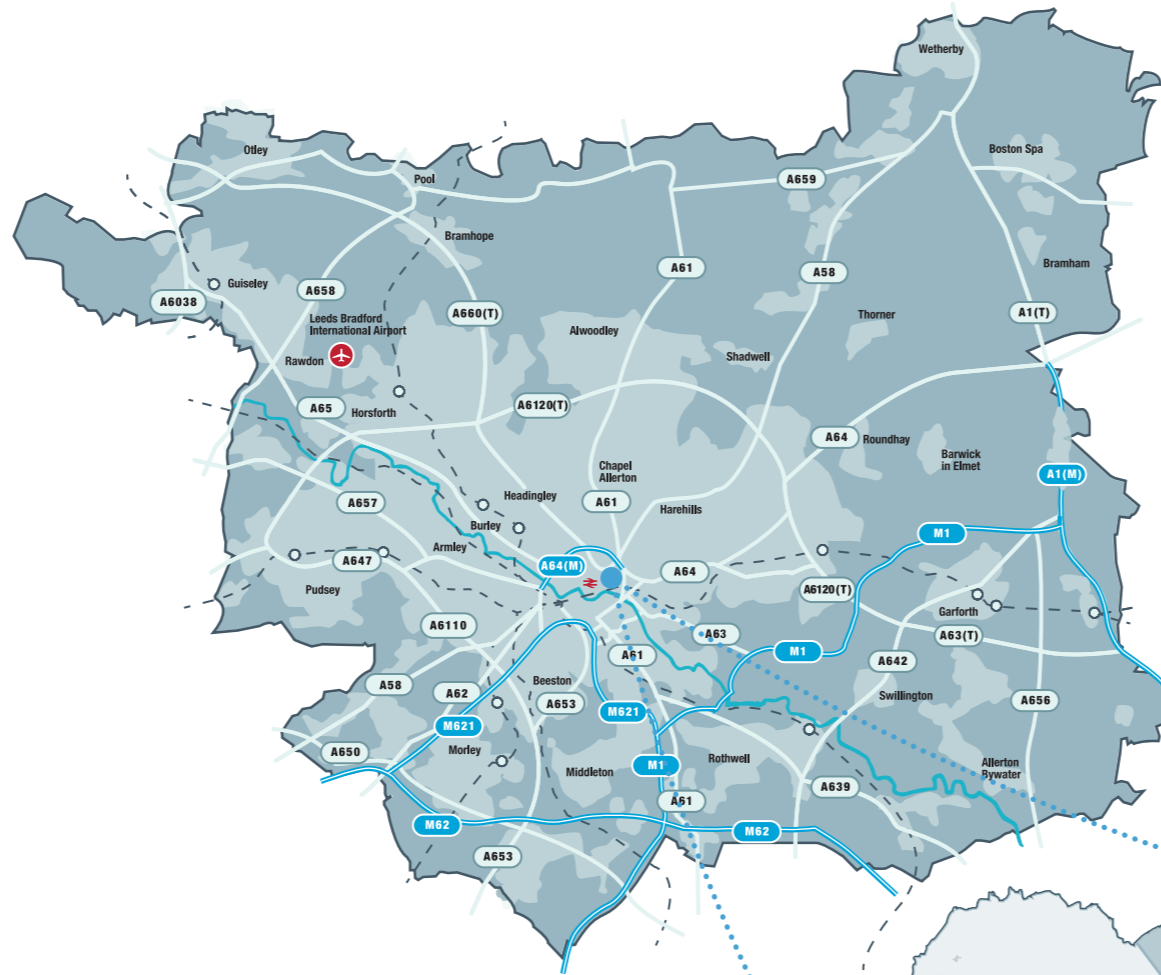 Wetherby
Otley
Boston Spa
Pool
A659
Bramhope
Bramham
A61
A58
Guiseley
A658
A6038
A660(T)
A1(T)
Leeds Bradford
International Airport
Alwoodley
Thorner
Rawdon
Shadwell
A65
Horsforth
A6120(T)
A64
Roundhay
Barwick
in Elmet
Chapel
Allerton
A1(M)
A657
Headingley
A61
Harehills
Burley
M1
Armley
A647
A64(M)
A64
Pudsey
A6120(T)
Garforth
A6110
A63
A63(T)
M1
A61
A642
A58
A62
Beeston
A653
Swillington
A656
M621
M621
A650
Morley
Middleton
M1
Rothwell
Allerton
Bywater
A61
A639
M62
M62
A653